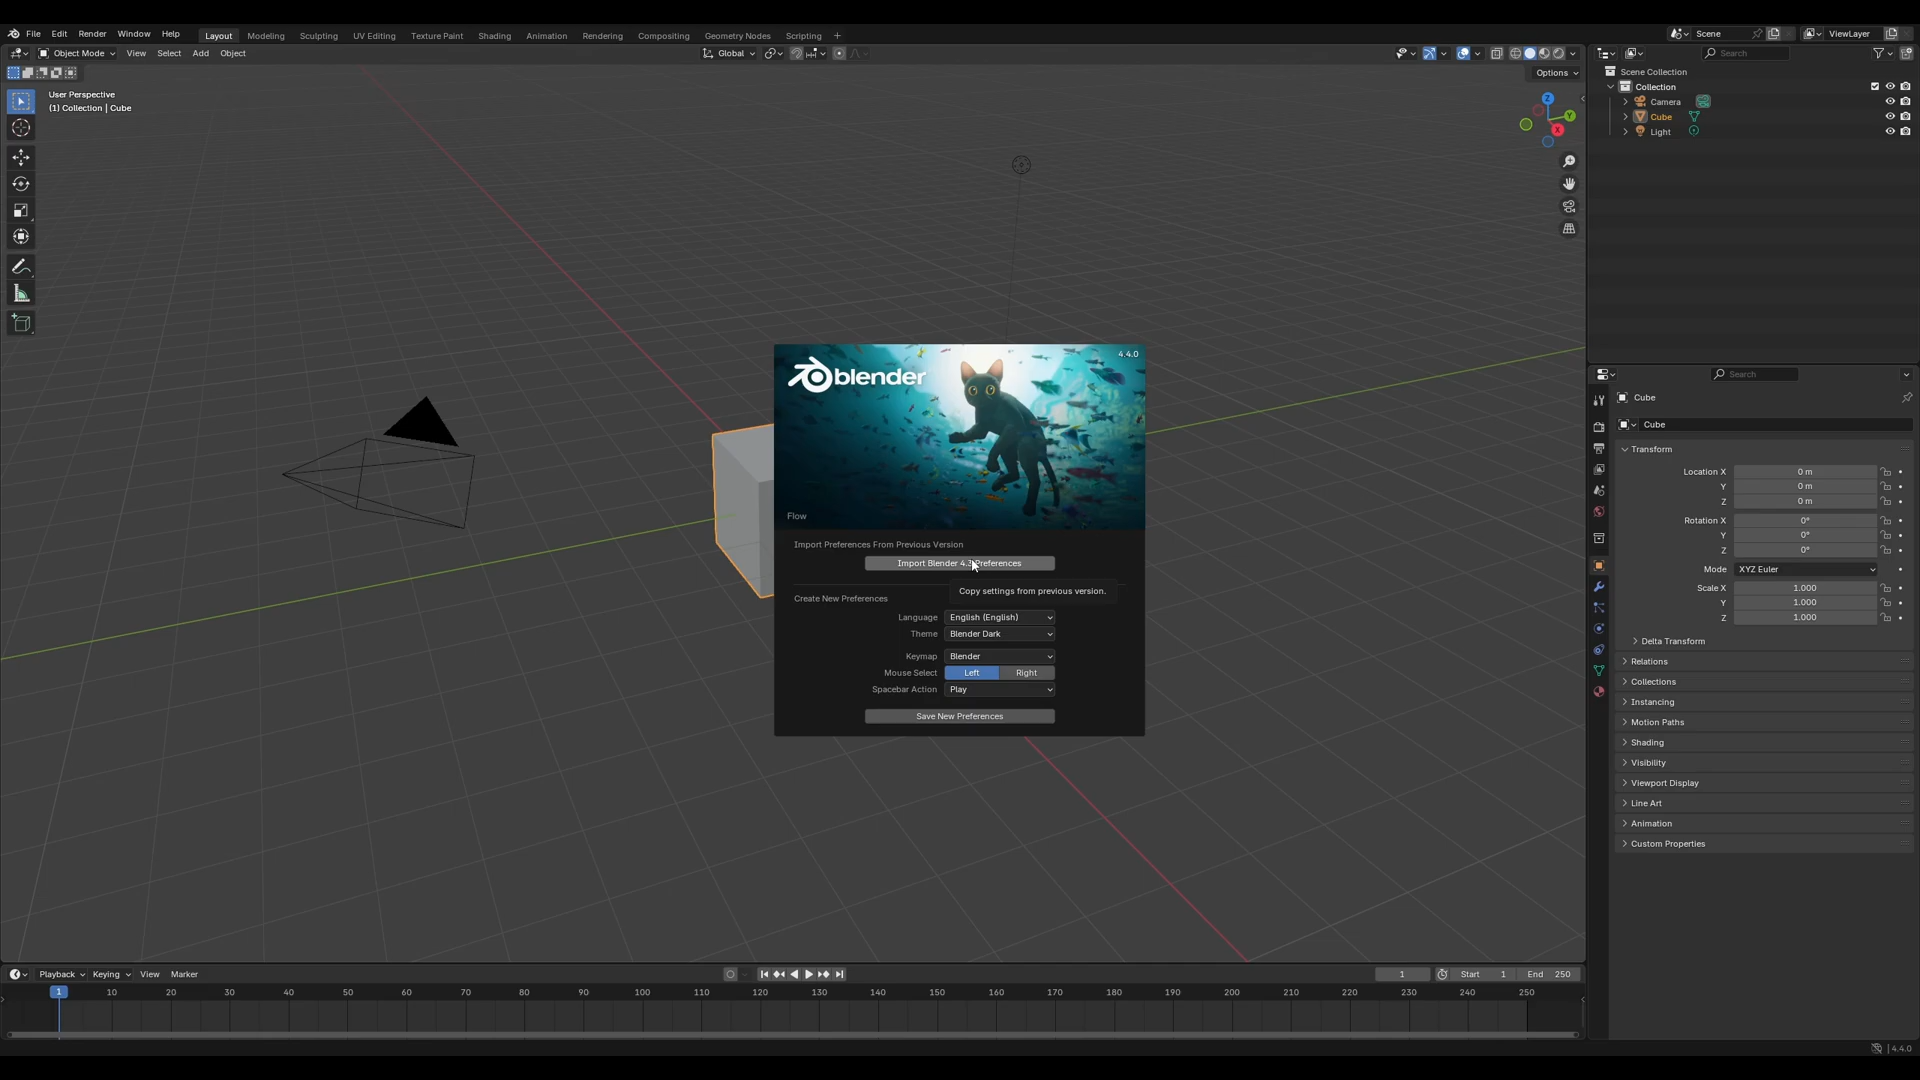 File Edit Render Window Help Layout Modeling Sculpting UV Editing Texture Paint Shading Animation Rendering Compositing Geometry Nodes Scripting + Scene ViewLayer
Object Mode View Select Add Object Global Search
Options
User Perspective
(1) Collection | Cube
Z
Y
X
Scene Collection
Collection
Camera
Cube
Light
blender
4.4.0
Flow
Import Preferences From Previous Version
Import Blender Preferences
Copy settings from previous version.
Create New Preferences
Language English (English)
Theme Blender Dark
Keymap Blender
Mouse Select Left Right
Spacebar Action Play
Save New Preferences
Search
Cube
Cube
Transform
Location X 0 m
Y 0 m
Z 0 m
Rotation X 0°
Y 0°
Z 0°
Mode XYZ Euler
Scale X 1.000
Y 1.000
Z 1.000
Delta Transform
Relations
Collections
Instancing
Motion Paths
Shading
Visibility
Viewport Display
Line Art
Animation
Custom Properties
Playback Keying View Marker 1 Start 1 End 250
1 10 20 30 40 50 60 70 80 90 100 110 120 130 140 150 160 170 180 190 200 210 220 230 240 250
4.4.0